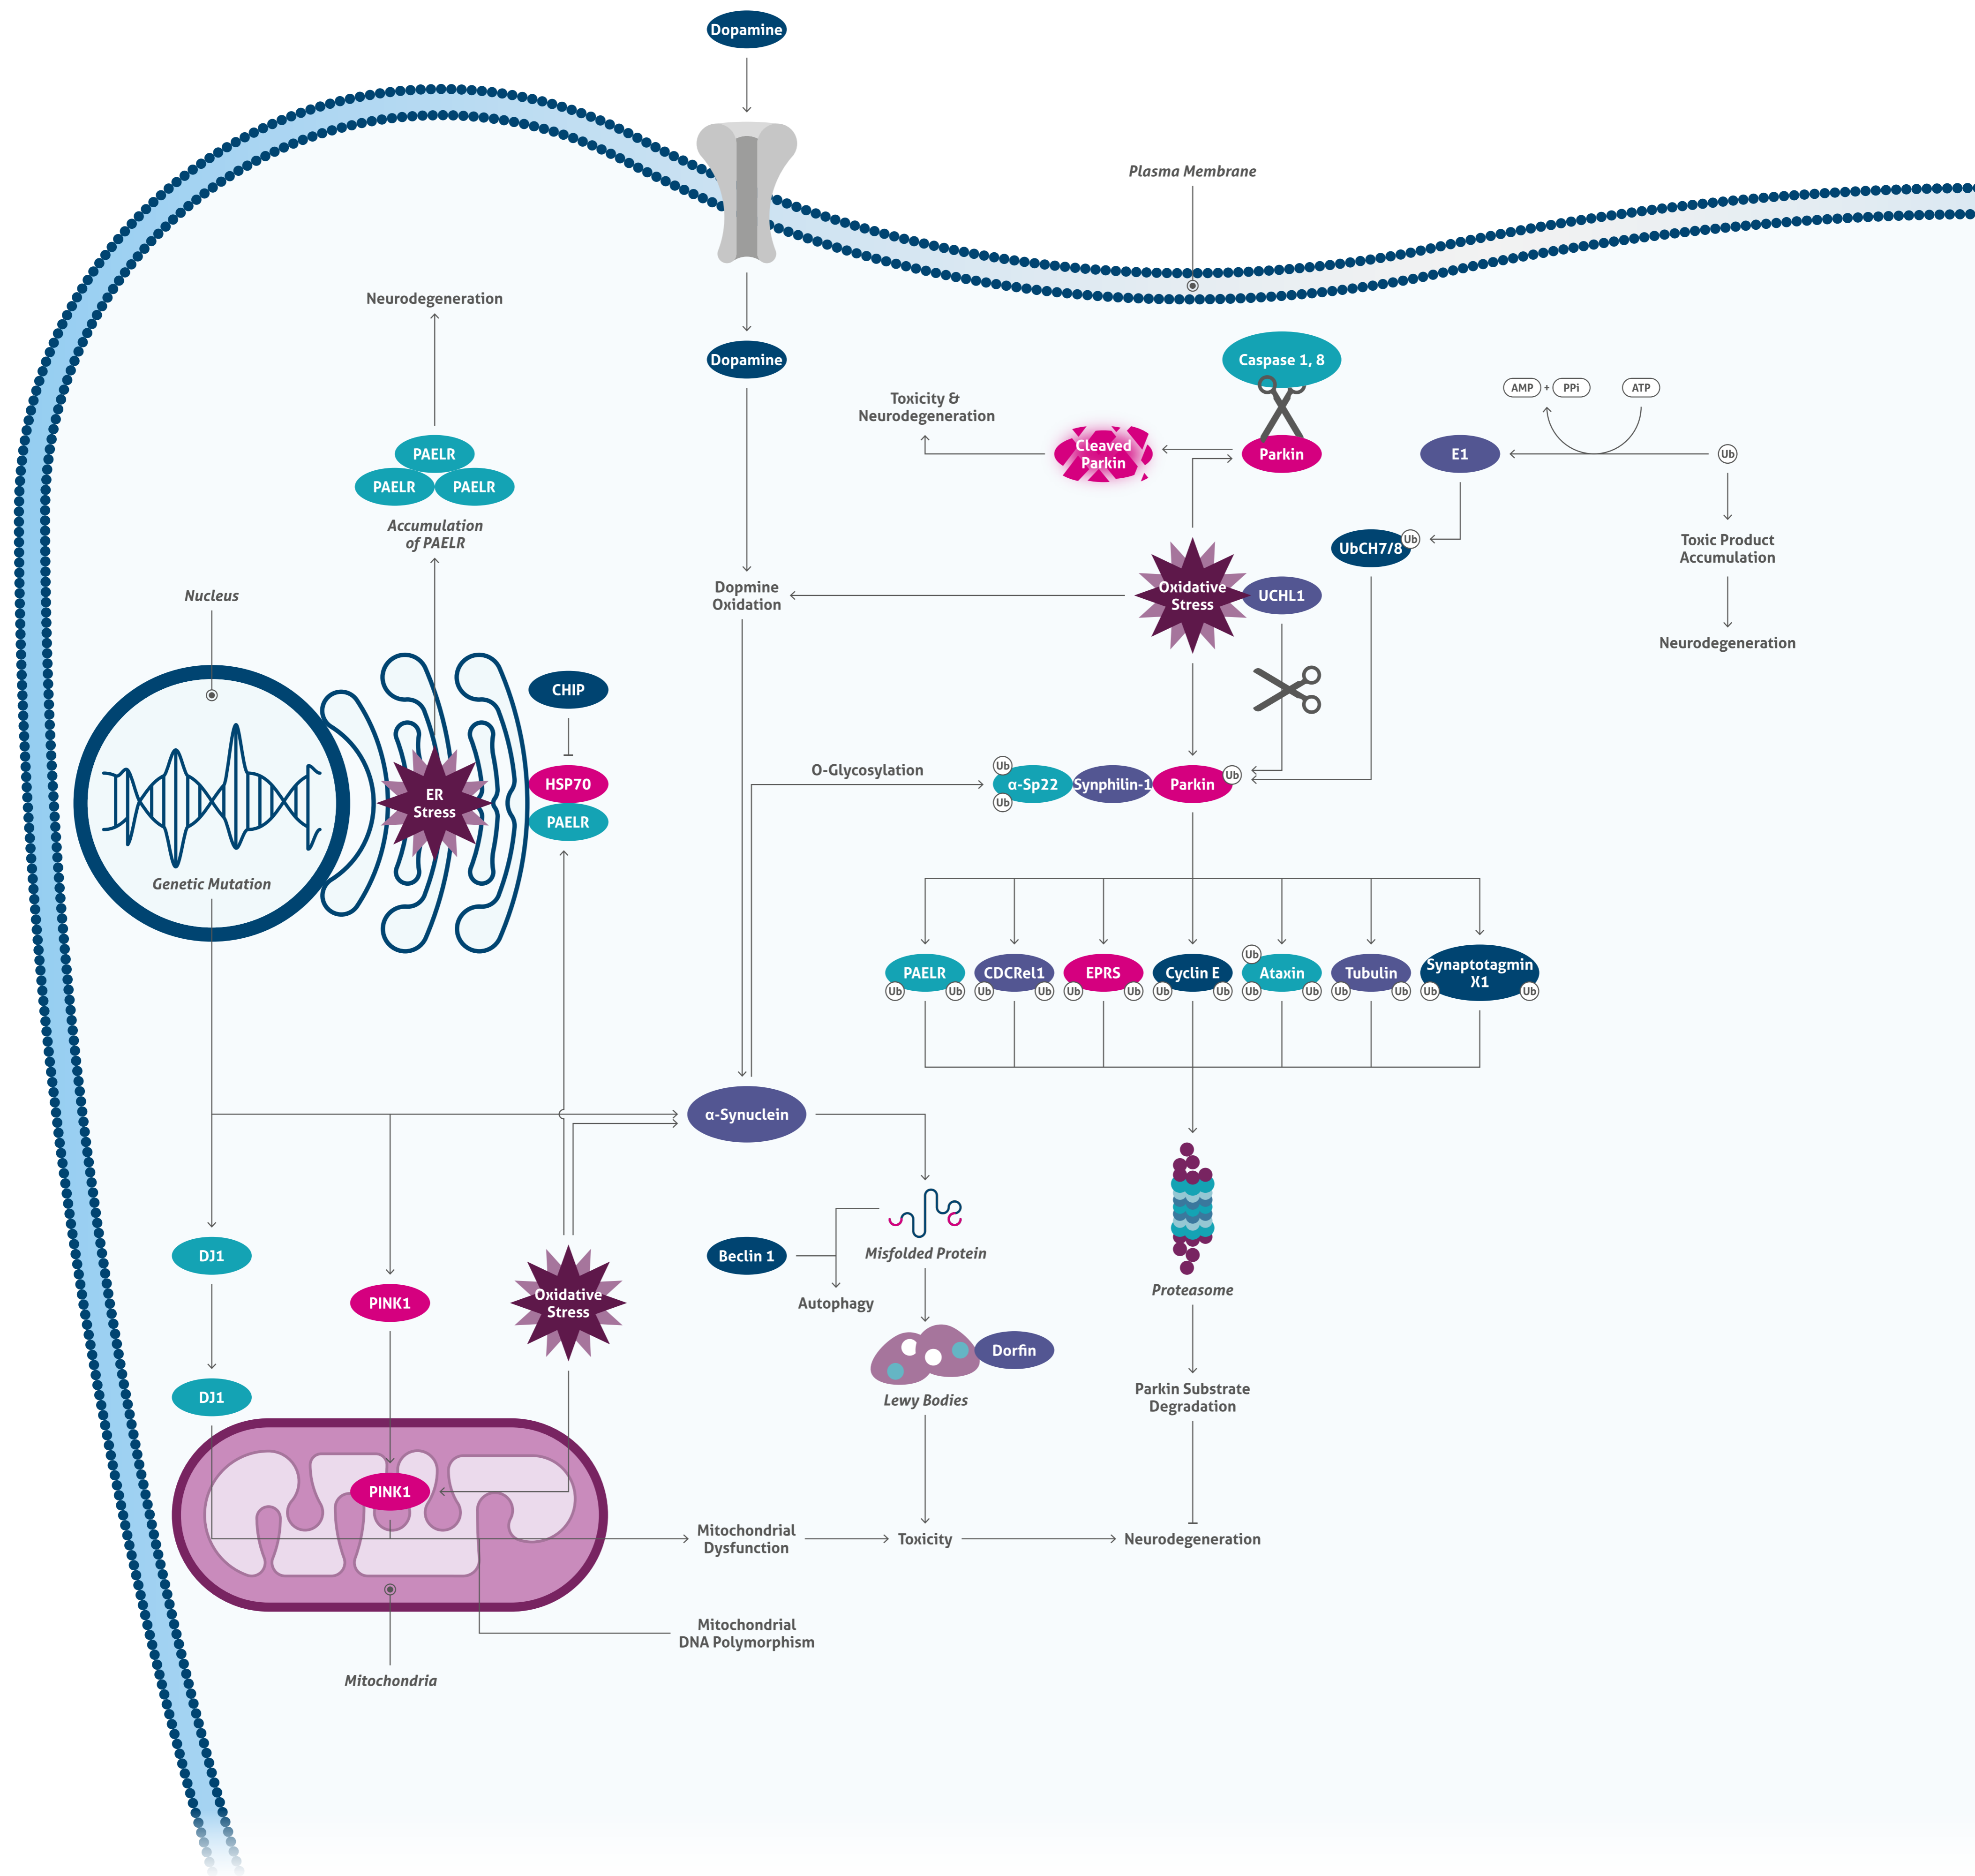 Dopamine
Plasma Membrane
Neurodegeneration
Dopamine
Caspase 1, 8
AMP + PPi
ATP
Toxicity &
Neurodegeneration
Cleaved
Parkin
Parkin
E1
Ub
PAELR
PAELR
PAELR
Accumulation
of PAELR
UbCH7/8
Ub
Toxic Product
Accumulation
Nucleus
Dopmine
Oxidation
Oxidative
Stress
UCHL1
Neurodegeneration
CHIP
HSP70
PAELR
ER
Stress
O-Glycosylation
Ub
α-Sp22
Ub
Synphilin-1
Parkin
Ub
Genetic Mutation
PAELR
Ub
Ub
CDCRel1
Ub
Ub
EPRS
Ub
Ub
Cyclin E
Ub
Ub
Ub
Ataxin
Ub
Ub
Tubulin
Ub
Ub
Synaptotagmin
X1
Ub
Ub
α-Synuclein
DJ1
PINK1
Oxidative
Stress
Beclin 1
Misfolded Protein
Autophagy
Proteasome
Dorfin
Lewy Bodies
DJ1
Parkin Substrate
Degradation
PINK1
Mitochondrial
Dysfunction
Toxicity
Neurodegeneration
Mitochondrial
DNA Polymorphism
Mitochondria